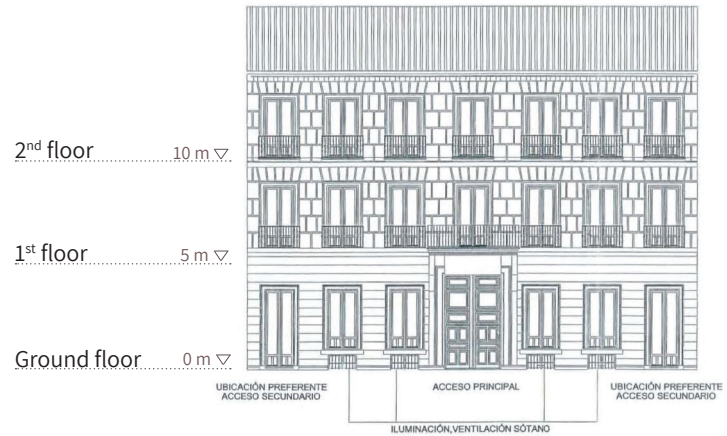 2nd floor 10 m
1st floor 5 m
Ground floor 0 m
UBICACIÓN PREFERENTE
ACCESO SECUNDARIO
ACCESO PRINCIPAL
UBICACIÓN PREFERENTE
ACCESO SECUNDARIO
ILUMINACIÓN,VENTILACIÓN SÓTANO